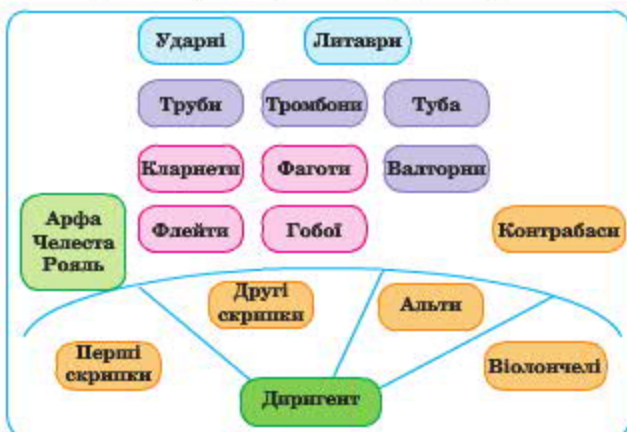 Ударні
Литаври
Труби
Тромбони
Туба
Кларнети
Фаготи
Валторни
Арфа
Челеста
Рояль
Флейти
Гобої
Контрабаси
Другі
скрипки
Альти
Перші
скрипки
Віолончелі
Диригент